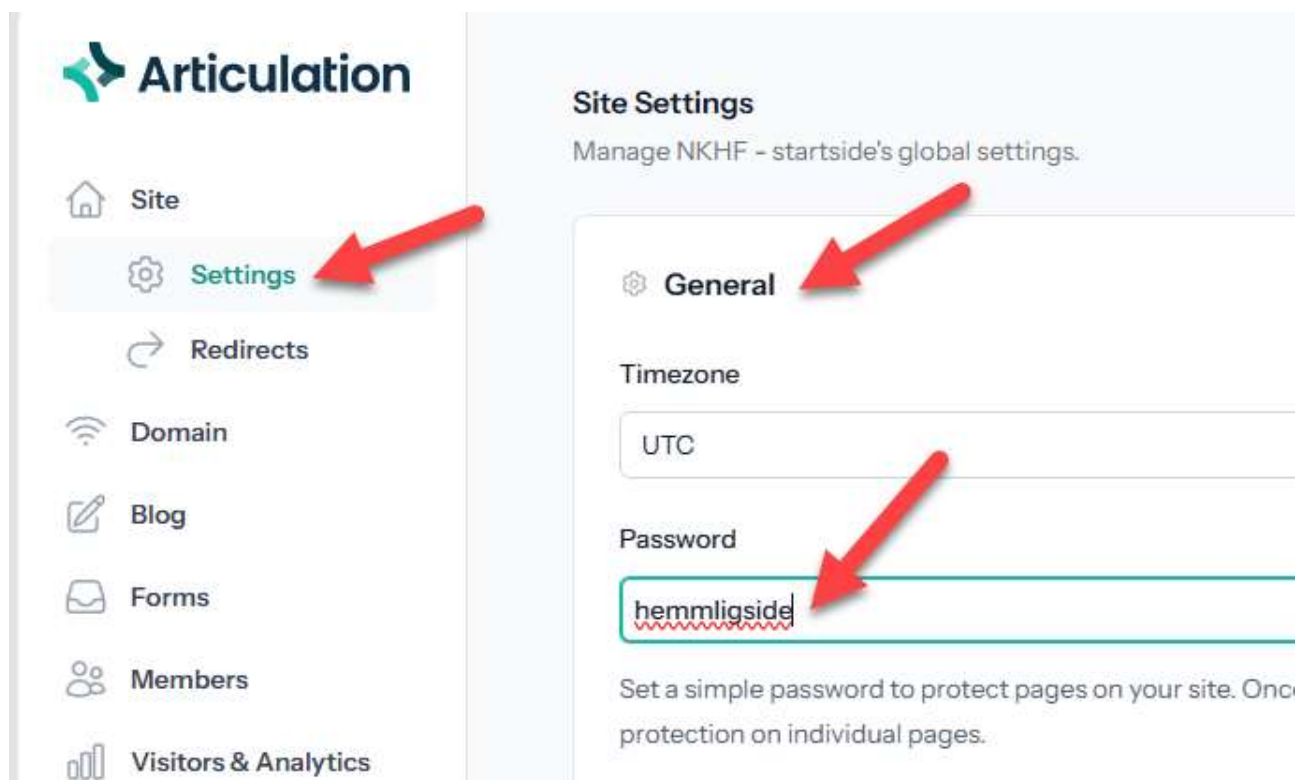 Articulation
Site
Settings
Redirects
Domain
Blog
Forms
Members
Visitors & Analytics
Site Settings
Manage NKHF - startside's global settings.
General
Timezone
UTC
Password
hemmligside
Set a simple password to protect pages on your site. Once
protection on individual pages.